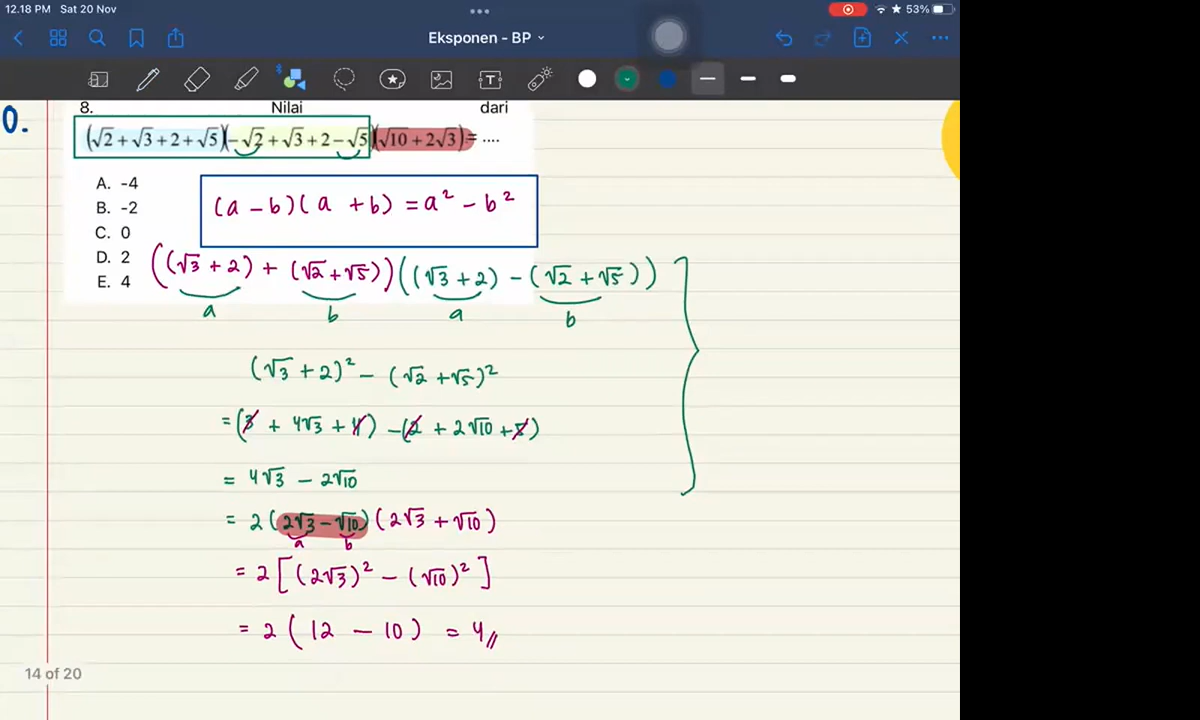 12.18 PM Sat 20 Nov 53%
Eksponen - BP
0.
8. Nilai dari
(√2 + √3 + 2 + √5)(−√2 + √3 + 2 − √5)(√10 + 2√3) = ....
A. -4
B. -2
C. 0
D. 2
E. 4
(a − b)(a + b) = a² − b²
((√3 + 2) + (√2 + √5))((√3 + 2) − (√2 + √5))
a b a b
(√3 + 2)² − (√2 + √5)²
= (3 + 4√3 + 4) − (2 + 2√10 + 5)
= 4√3 − 2√10
= 2(2√3 − √10)(2√3 + √10)
a b
= 2[(2√3)² − (√10)²]
= 2(12 − 10) = 4//
14 of 20